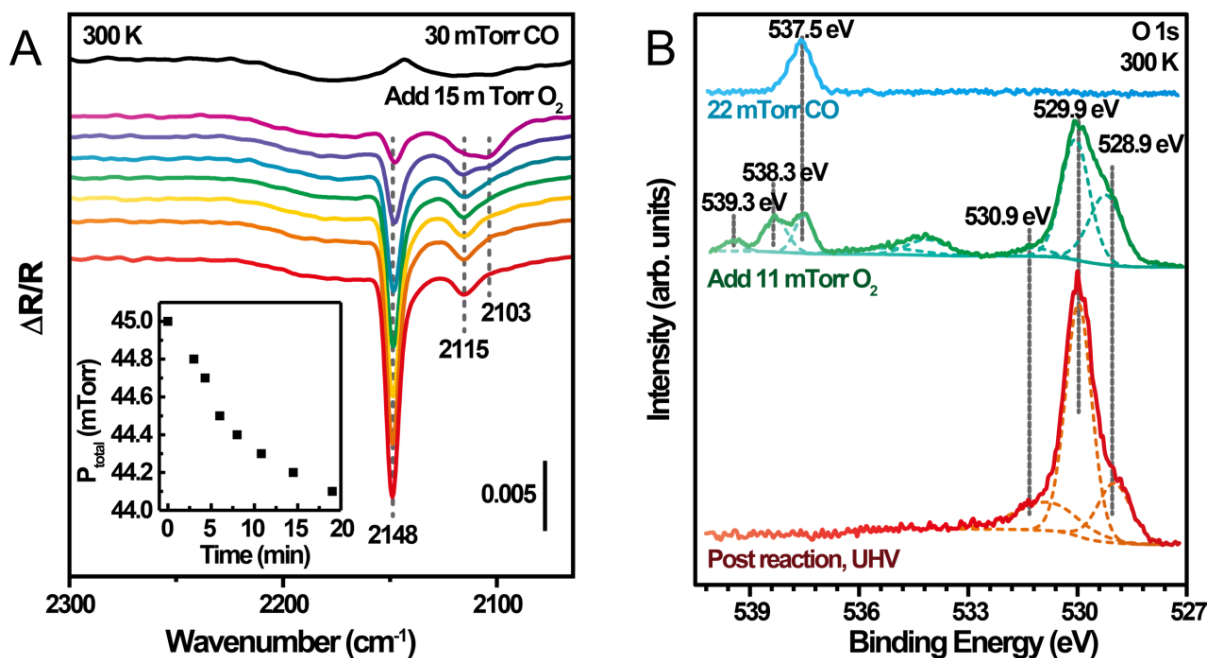 A
300 K
30 mTorr CO
Add 15 m Torr O₂
ΔR/R
2103
2115
2148
0.005
P_total (mTorr)
45.0
44.8
44.6
44.4
44.2
44.0
0 5 10 15 20
Time (min)
2300 2200 2100
Wavenumber (cm⁻¹)
B
O 1s
300 K
537.5 eV
22 mTorr CO
529.9 eV
528.9 eV
538.3 eV
539.3 eV
530.9 eV
Add 11 mTorr O₂
Post reaction, UHV
Intensity (arb. units)
539 536 533 530 527
Binding Energy (eV)